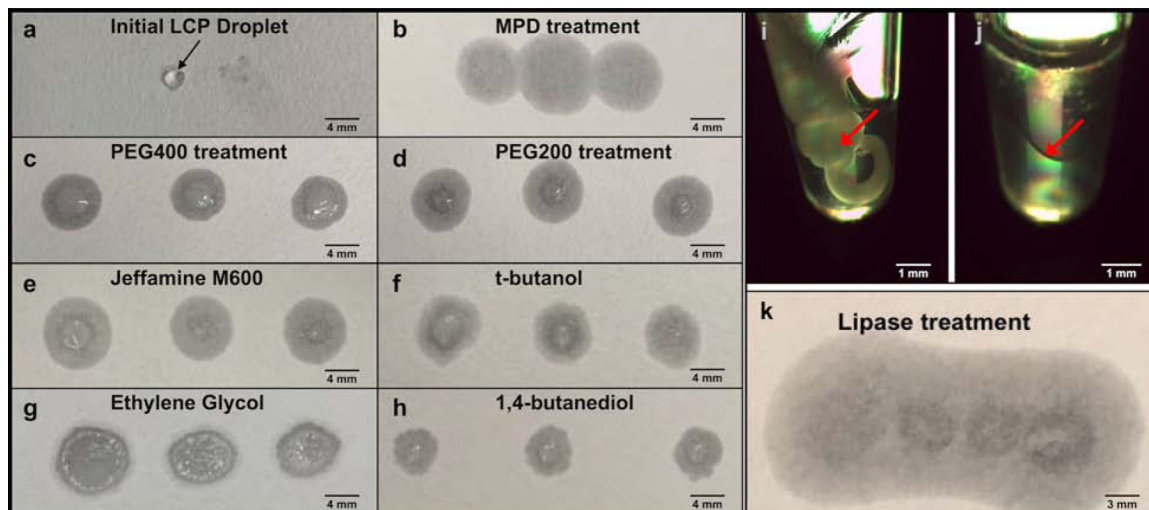 a
Initial LCP Droplet
4 mm
b
MPD treatment
4 mm
c
PEG400 treatment
4 mm
d
PEG200 treatment
4 mm
e
Jeffamine M600
4 mm
f
t-butanol
4 mm
g
Ethylene Glycol
4 mm
h
1,4-butanediol
4 mm
i
1 mm
j
1 mm
k
Lipase treatment
3 mm